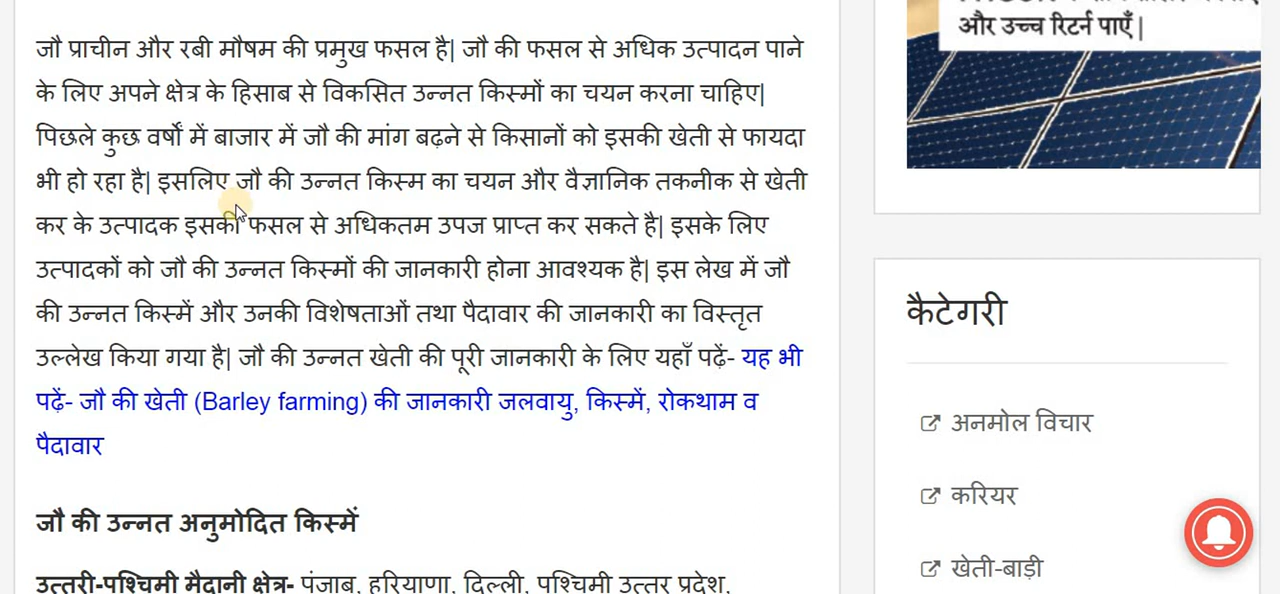 जौ प्राचीन और रबी मौषम की प्रमुख फसल है| जौ की फसल से अधिक उत्पादन पाने
के लिए अपने क्षेत्र के हिसाब से विकसित उन्नत किस्मों का चयन करना चाहिए|
पिछले कुछ वर्षों में बाजार में जौ की मांग बढ़ने से किसानों को इसकी खेती से फायदा
भी हो रहा है| इसलिए जौ की उन्नत किस्म का चयन और वैज्ञानिक तकनीक से खेती
कर के उत्पादक इसकी फसल से अधिकतम उपज प्राप्त कर सकते है| इसके लिए
उत्पादकों को जौ की उन्नत किस्मों की जानकारी होना आवश्यक है| इस लेख में जौ
की उन्नत किस्में और उनकी विशेषताओं तथा पैदावार की जानकारी का विस्तृत
उल्लेख किया गया है| जौ की उन्नत खेती की पूरी जानकारी के लिए यहाँ पढ़ें- यह भी
पढ़ें- जौ की खेती (Barley farming) की जानकारी जलवायु, किस्में, रोकथाम व
पैदावार
जौ की उन्नत अनुमोदित किस्में
उत्तरी-पश्चिमी मैदानी क्षेत्र- पंजाब, हरियाणा, दिल्ली, पश्चिमी उत्तर प्रदेश,
और उच्च रिटर्न पाएँ|
कैटेगरी
अनमोल विचार
करियर
खेती-बाड़ी